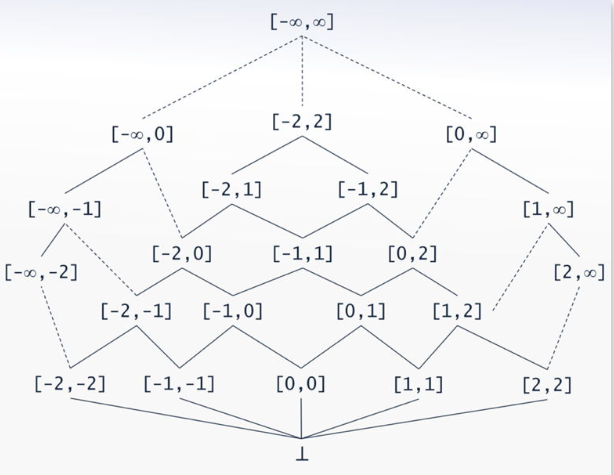 [-∞,∞]
[-∞,0] [-2,2] [0,∞]
[-∞,-1] [-2,1] [-1,2] [1,∞]
[-∞,-2] [-2,0] [-1,1] [0,2] [2,∞]
[-2,-1] [-1,0] [0,1] [1,2]
[-2,-2] [-1,-1] [0,0] [1,1] [2,2]
⊥